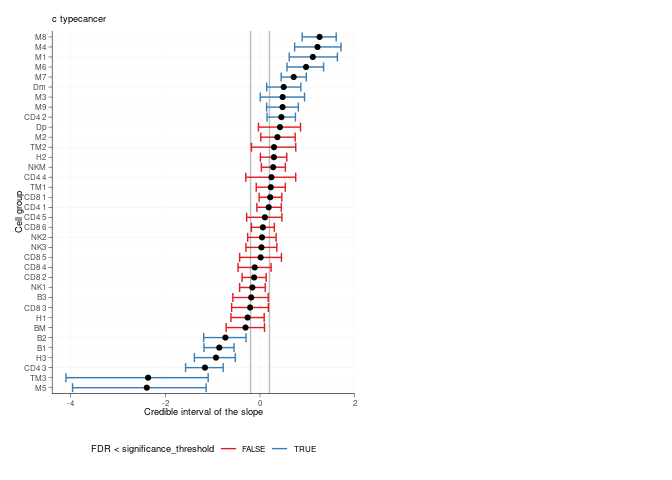 c typecancer
M8
M4
M1
M6
M7
Dm
M3
M9
CD4 2
Dp
M2
TM2
H2
NKM
CD4 4
TM1
CD8 1
CD4 1
CD4 5
CD8 6
NK2
NK3
CD8 5
CD8 4
CD8 2
NK1
B3
CD8 3
H1
BM
B2
B1
H3
CD4 3
TM3
M5
Cell group
-4 -2 0 2
Credible interval of the slope
FDR < significance_threshold FALSE TRUE